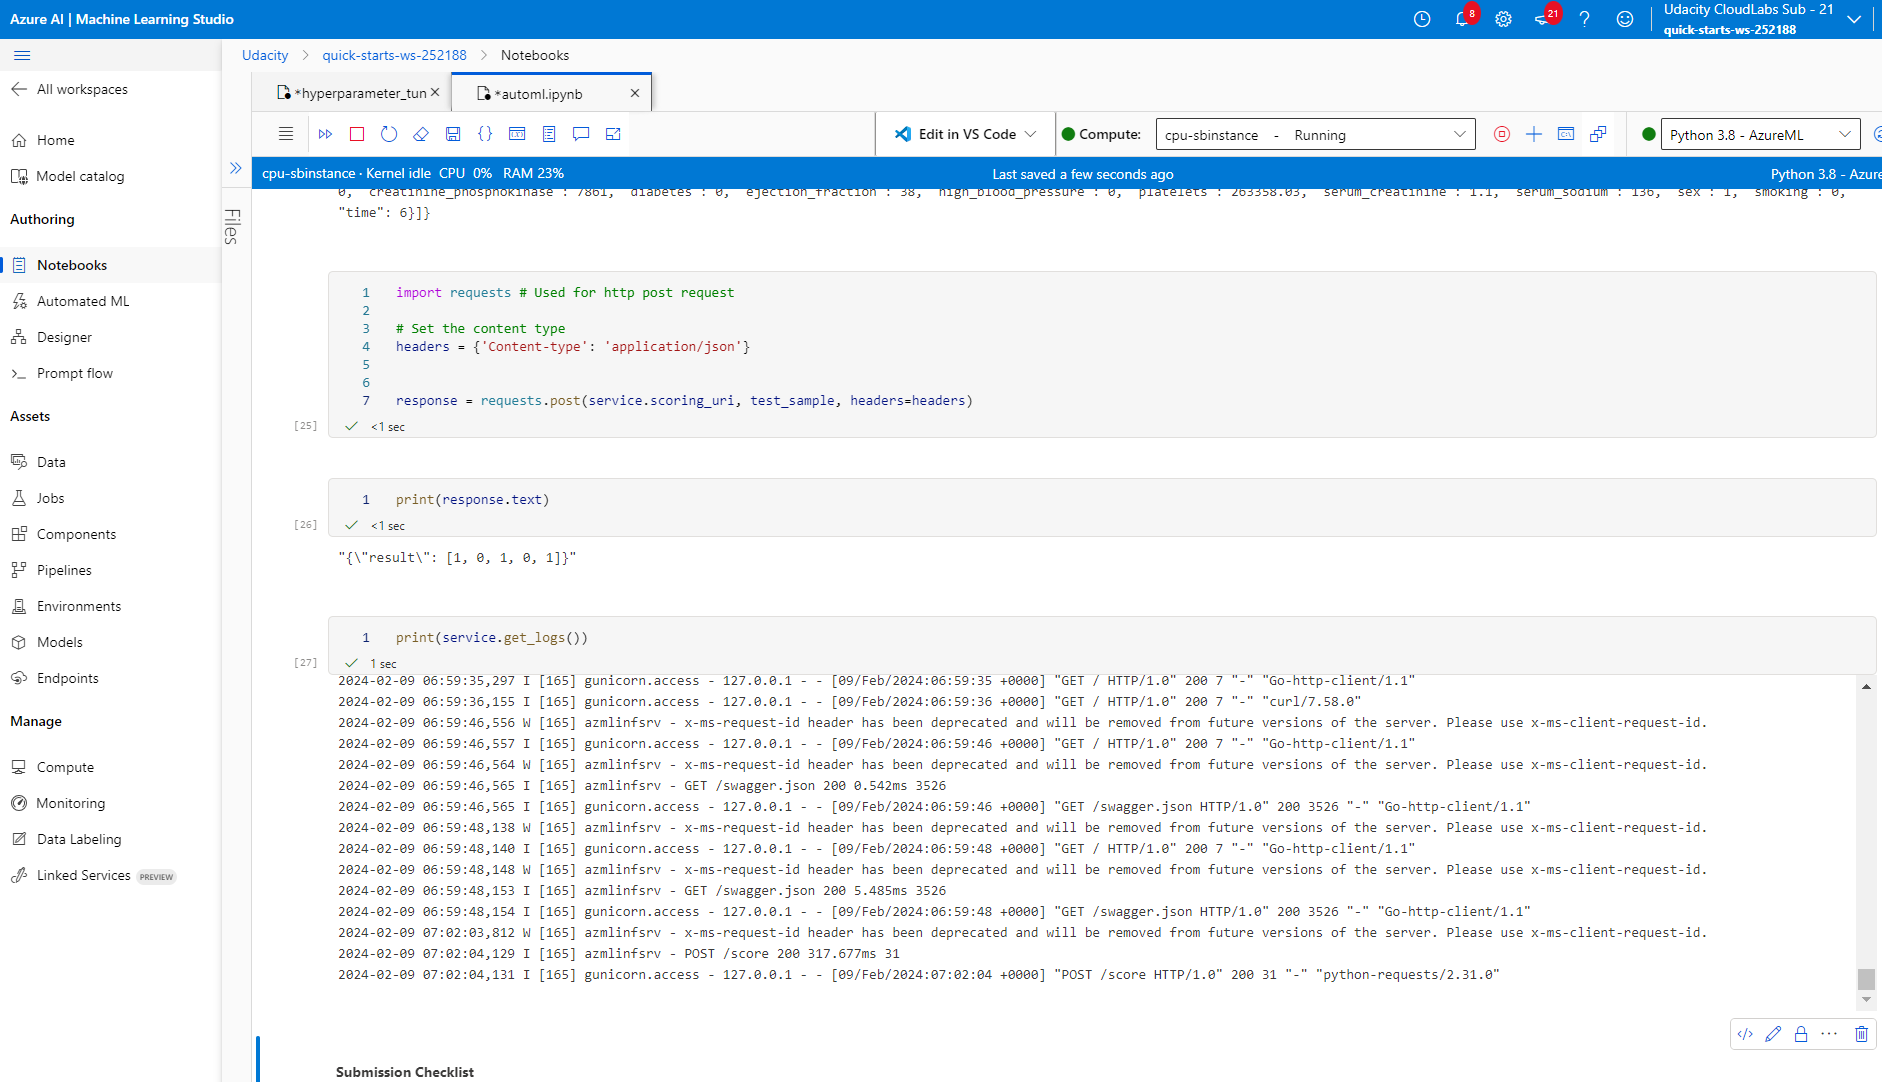 Azure AI | Machine Learning Studio
8
21
Udacity CloudLabs Sub - 21
quick-starts-ws-252188
All workspaces
Home
Model catalog
Authoring
Notebooks
Automated ML
Designer
Prompt flow
Assets
Data
Jobs
Components
Pipelines
Environments
Models
Endpoints
Manage
Compute
Monitoring
Data Labeling
Linked Services PREVIEW
Udacity > quick-starts-ws-252188 > Notebooks
Files
*hyperparameter_tun
*automl.ipynb
Edit in VS Code
Compute:
cpu-sbinstance - Running
Python 3.8 - AzureML
cpu-sbinstance · Kernel idle CPU 0% RAM 23%
Last saved a few seconds ago
Python 3.8 - Azure
0, "creatinine_phosphokinase": 7861, "diabetes": 0, "ejection_fraction": 38, "high_blood_pressure": 0, "platelets": 263358.03, "serum_creatinine": 1.1, "serum_sodium": 136, "sex": 1, "smoking": 0,
"time": 6}]}
1 import requests # Used for http post request
2
3 # Set the content type
4 headers = {'Content-type': 'application/json'}
5
6
7 response = requests.post(service.scoring_uri, test_sample, headers=headers)
[25] <1 sec
1 print(response.text)
[26] <1 sec
"{\"result\": [1, 0, 1, 0, 1]}"
1 print(service.get_logs())
[27] 1 sec
2024-02-09 06:59:35,297 I [165] gunicorn.access - 127.0.0.1 - - [09/Feb/2024:06:59:35 +0000] "GET / HTTP/1.0" 200 7 "-" "Go-http-client/1.1"
2024-02-09 06:59:36,155 I [165] gunicorn.access - 127.0.0.1 - - [09/Feb/2024:06:59:36 +0000] "GET / HTTP/1.0" 200 7 "-" "curl/7.58.0"
2024-02-09 06:59:46,556 W [165] azmlinfsrv - x-ms-request-id header has been deprecated and will be removed from future versions of the server. Please use x-ms-client-request-id.
2024-02-09 06:59:46,557 I [165] gunicorn.access - 127.0.0.1 - - [09/Feb/2024:06:59:46 +0000] "GET / HTTP/1.0" 200 7 "-" "Go-http-client/1.1"
2024-02-09 06:59:46,564 W [165] azmlinfsrv - x-ms-request-id header has been deprecated and will be removed from future versions of the server. Please use x-ms-client-request-id.
2024-02-09 06:59:46,565 I [165] azmlinfsrv - GET /swagger.json 200 0.542ms 3526
2024-02-09 06:59:46,565 I [165] gunicorn.access - 127.0.0.1 - - [09/Feb/2024:06:59:46 +0000] "GET /swagger.json HTTP/1.0" 200 3526 "-" "Go-http-client/1.1"
2024-02-09 06:59:48,138 W [165] azmlinfsrv - x-ms-request-id header has been deprecated and will be removed from future versions of the server. Please use x-ms-client-request-id.
2024-02-09 06:59:48,140 I [165] gunicorn.access - 127.0.0.1 - - [09/Feb/2024:06:59:48 +0000] "GET / HTTP/1.0" 200 7 "-" "Go-http-client/1.1"
2024-02-09 06:59:48,148 W [165] azmlinfsrv - x-ms-request-id header has been deprecated and will be removed from future versions of the server. Please use x-ms-client-request-id.
2024-02-09 06:59:48,153 I [165] azmlinfsrv - GET /swagger.json 200 5.485ms 3526
2024-02-09 06:59:48,154 I [165] gunicorn.access - 127.0.0.1 - - [09/Feb/2024:06:59:48 +0000] "GET /swagger.json HTTP/1.0" 200 3526 "-" "Go-http-client/1.1"
2024-02-09 07:02:03,812 W [165] azmlinfsrv - x-ms-request-id header has been deprecated and will be removed from future versions of the server. Please use x-ms-client-request-id.
2024-02-09 07:02:04,129 I [165] azmlinfsrv - POST /score 200 317.677ms 31
2024-02-09 07:02:04,131 I [165] gunicorn.access - 127.0.0.1 - - [09/Feb/2024:07:02:04 +0000] "POST /score HTTP/1.0" 200 31 "-" "python-requests/2.31.0"
Submission Checklist